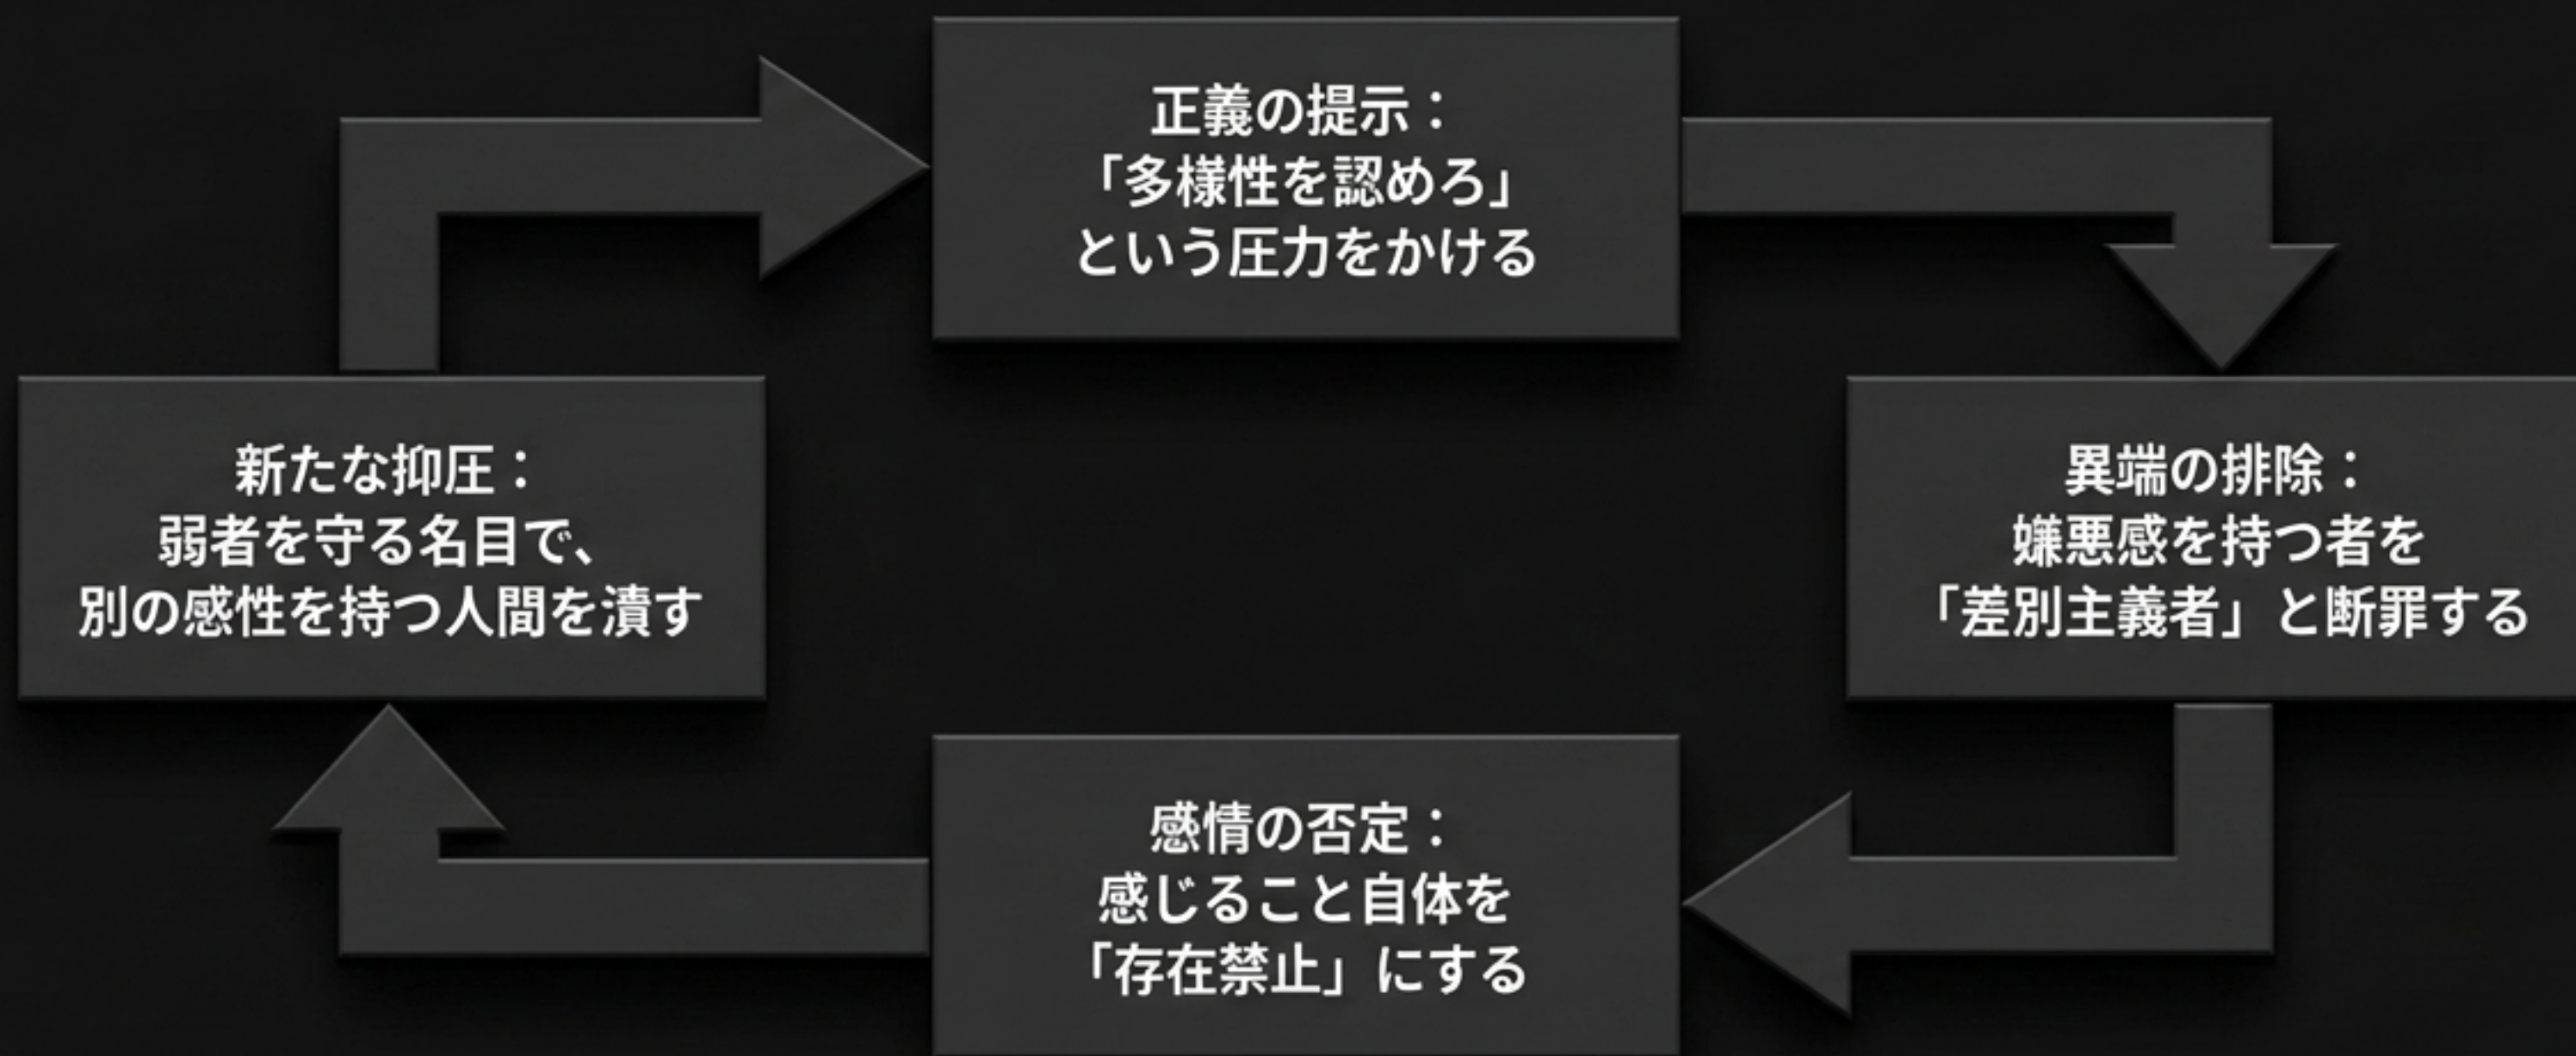 正義の提示：
「多様性を認めろ」
という圧力をかける
異端の排除：
嫌悪感を持つ者を
「差別主義者」と断罪する
感情の否定：
感じること自体を
「存在禁止」にする
新たな抑圧：
弱者を守る名目で、
別の感性を持つ人間を潰す